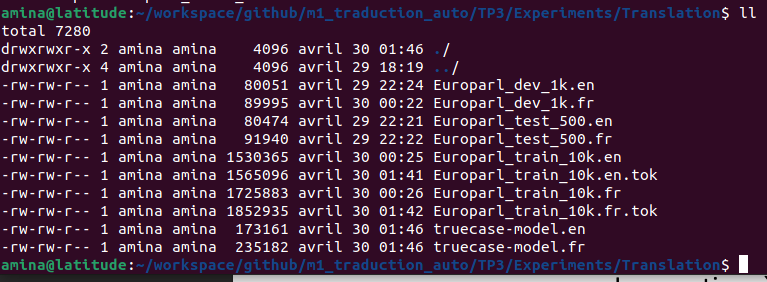 amina@latitude:~/workspace/github/m1_traduction_auto/TP3/Experiments/Translation$ ll
total 7280
drwxrwxr-x 2 amina amina    4096 avril 30 01:46 ./
drwxrwxr-x 4 amina amina    4096 avril 29 18:19 ../
-rw-rw-r-- 1 amina amina   80051 avril 29 22:24 Europarl_dev_1k.en
-rw-rw-r-- 1 amina amina   89995 avril 30 00:22 Europarl_dev_1k.fr
-rw-rw-r-- 1 amina amina   80474 avril 29 22:21 Europarl_test_500.en
-rw-rw-r-- 1 amina amina   91940 avril 29 22:22 Europarl_test_500.fr
-rw-rw-r-- 1 amina amina 1530365 avril 30 00:25 Europarl_train_10k.en
-rw-rw-r-- 1 amina amina 1565096 avril 30 01:41 Europarl_train_10k.en.tok
-rw-rw-r-- 1 amina amina 1725883 avril 30 00:26 Europarl_train_10k.fr
-rw-rw-r-- 1 amina amina 1852935 avril 30 01:42 Europarl_train_10k.fr.tok
-rw-rw-r-- 1 amina amina  173161 avril 30 01:46 truecase-model.en
-rw-rw-r-- 1 amina amina  235182 avril 30 01:46 truecase-model.fr
amina@latitude:~/workspace/github/m1_traduction_auto/TP3/Experiments/Translation$